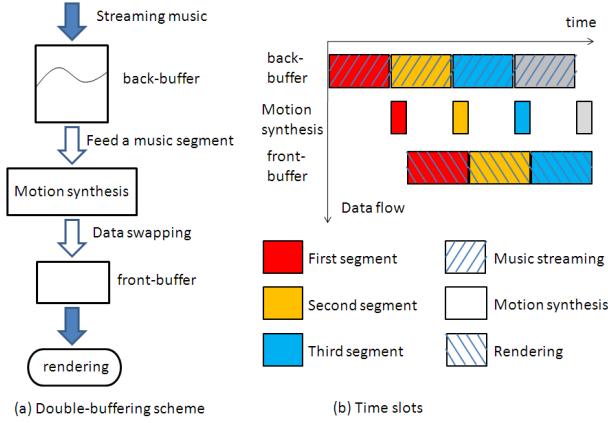 Streaming music
back-buffer
Feed a music segment
Motion synthesis
Data swapping
front-buffer
rendering
(a) Double-buffering scheme
time
back-
buffer
Motion
synthesis
front-
buffer
Data flow
First segment
Music streaming
Second segment
Motion synthesis
Third segment
Rendering
(b) Time slots